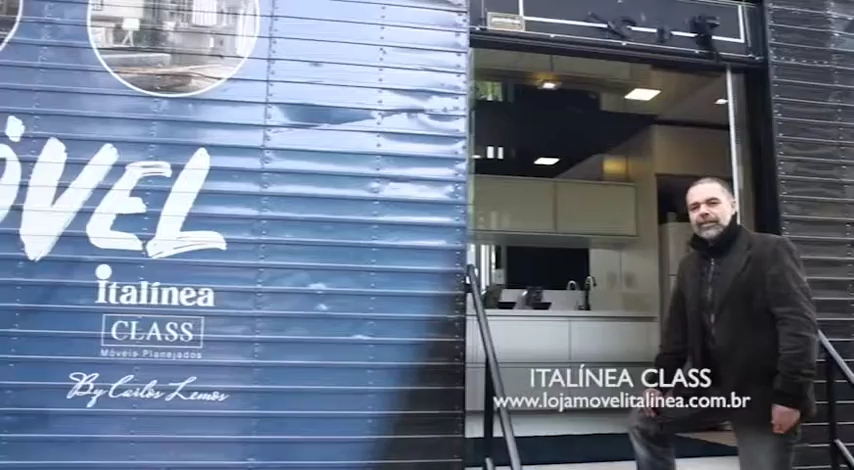 ÓVEL
italínea
CLASS
Móveis Planejados
By Carlos Lemos
ITALÍNEA CLASS
www.lojamovelitalinea.com.br